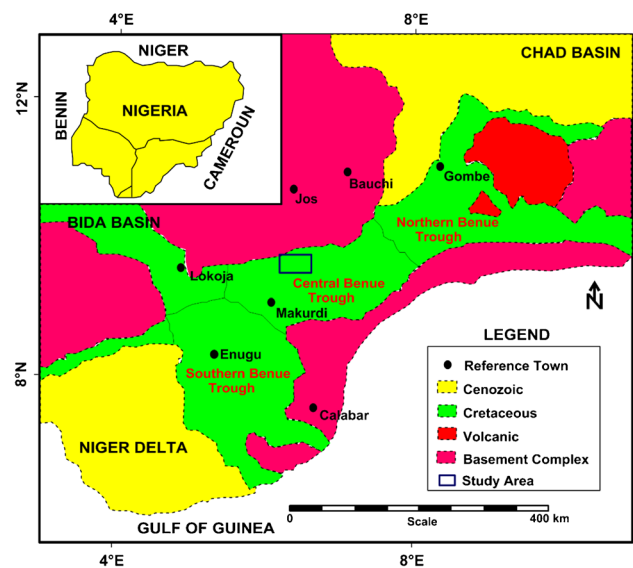 4°E
8°E
NIGER
NIGERIA
BENIN
CAMEROUN
CHAD BASIN
12°N
Bauchi
Jos
Gombe
BIDA BASIN
Northern Benue
Trough
Lokoja
Central Benue
Trough
Makurdi
N
LEGEND
Enugu
Southern Benue
Trough
8°N
Calabar
NIGER DELTA
GULF OF GUINEA
Reference Town
Cenozoic
Cretaceous
Volcanic
Basement Complex
Study Area
0
Scale
400 km
4°E
8°E